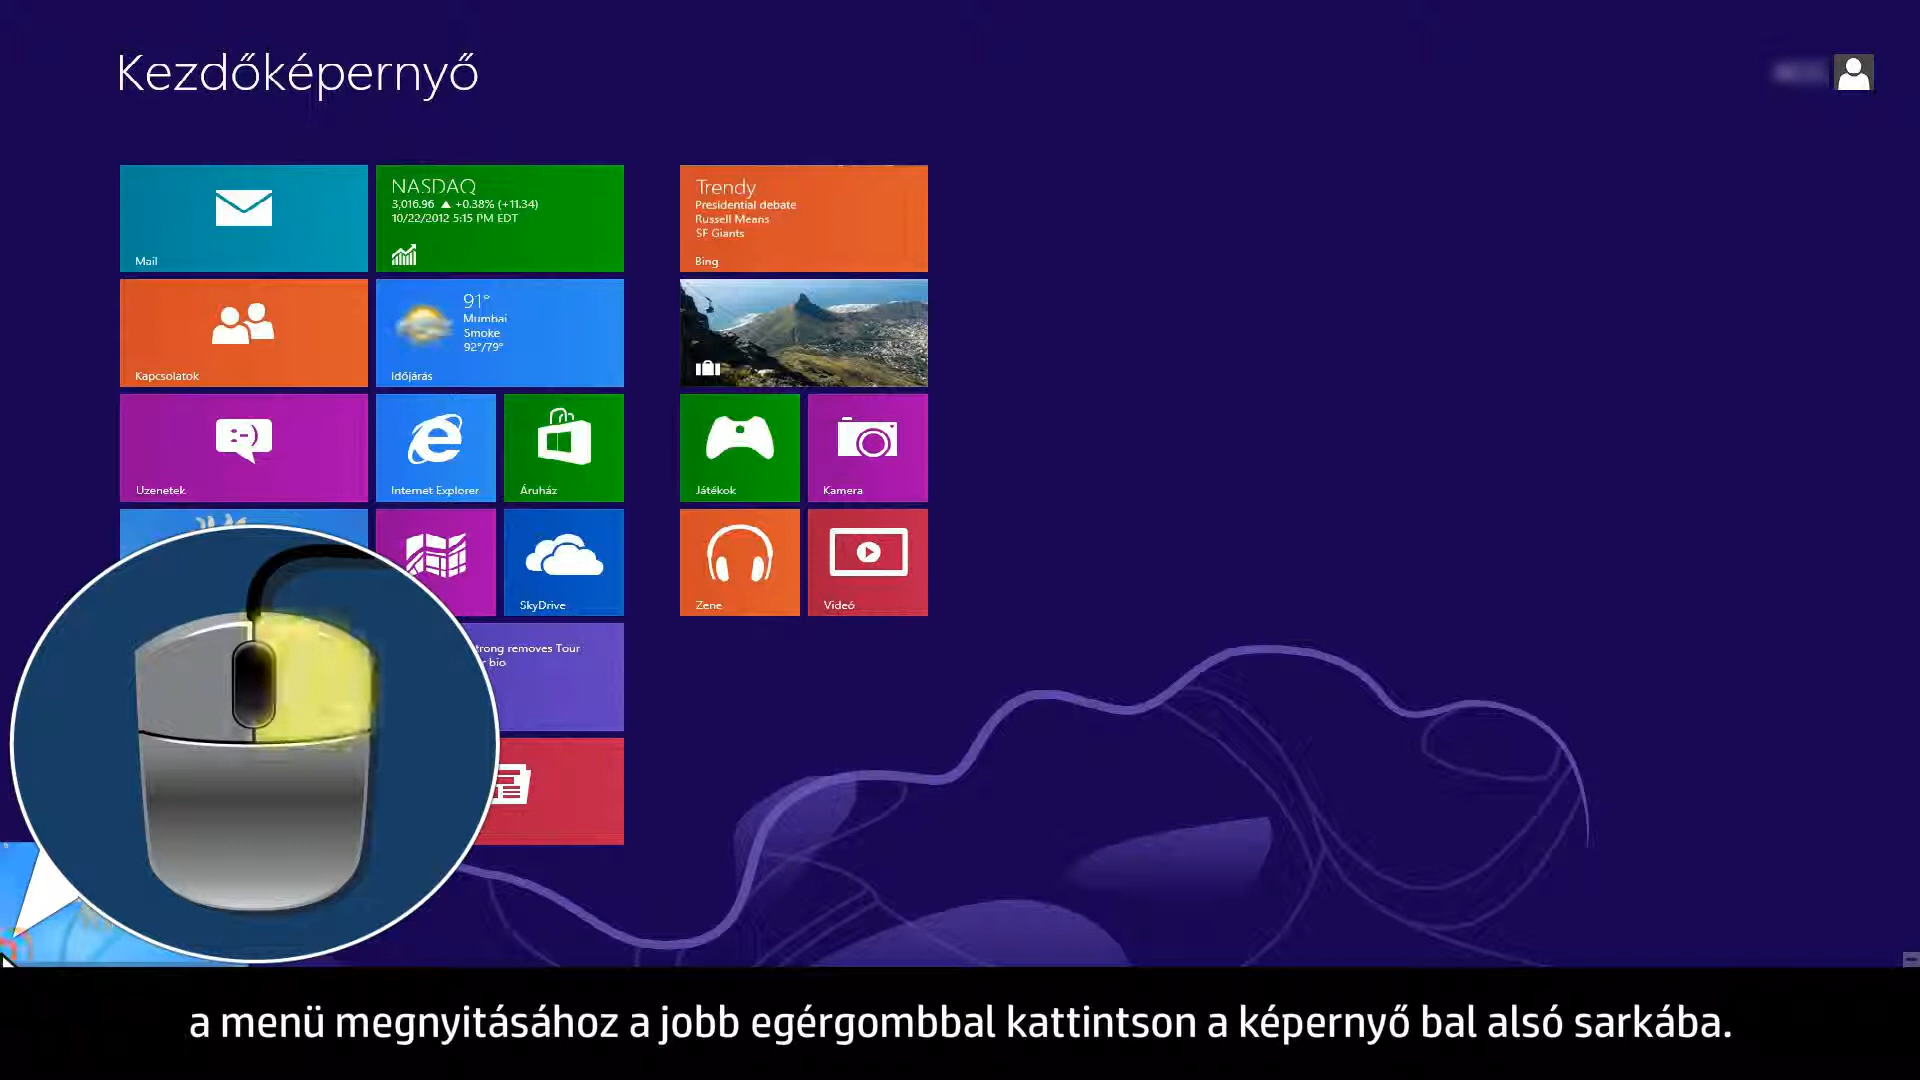 Kezdőképernyő
Mail
NASDAQ
3,016.96 ▲ +0.38% (+11.34)
10/22/2012 5:15 PM EDT
Trendy
Presidential debate
Russell Means
SF Giants
Bing
Kapcsolatok
91°
Mumbai
Smoke
92°/79°
Időjárás
Üzenetek
:-)
Internet Explorer
Áruház
Játékok
Kamera
SkyDrive
Zene
Videó
trong removes Tour
r bio
a menü megnyitásához a jobb egérgombbal kattintson a képernyő bal alsó sarkába.